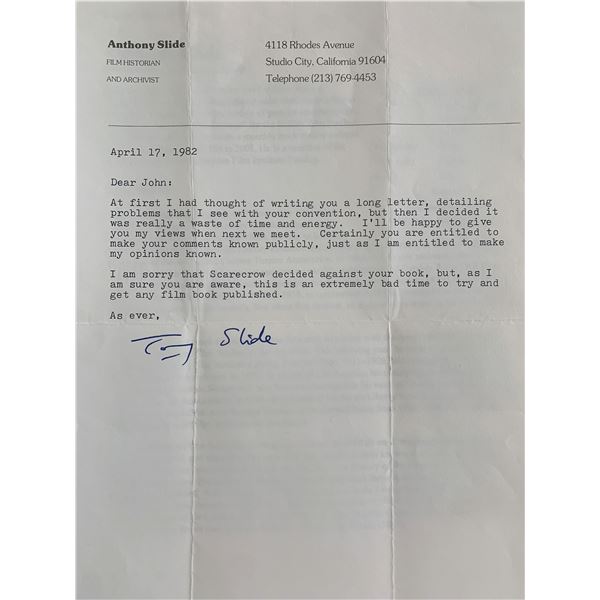 Anthony Slide
FILM HISTORIAN
AND ARCHIVIST
4118 Rhodes Avenue
Studio City, California 91604
Telephone (213) 769-4453
April 17, 1982
Dear John:
At first I had thought of writing you a long letter, detailing
problems that I see with your convention, but then I decided it
was really a waste of time and energy. I'll be happy to give
you my views when next we meet. Certainly you are entitled to
make your comments known publicly, just as I am entitled to make
my opinions known.
I am sorry that Scarecrow decided against your book, but, as I
am sure you are aware, this is an extremely bad time to try and
get any film book published.
As ever,
Tony Slide